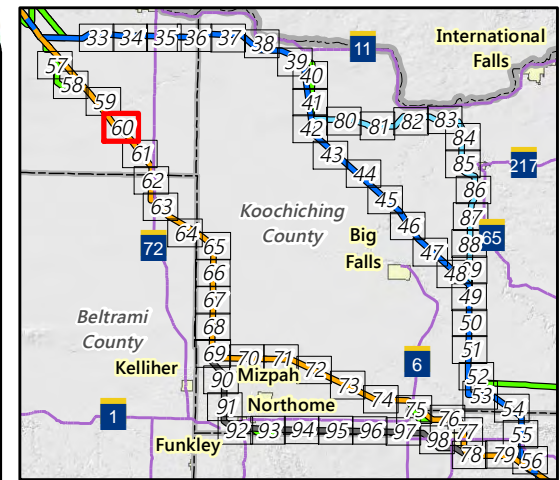 33 34 35 36 37 38 39 40 41 42
11
International
Falls
57 58 59 60 61 62 63 64 65 66 67 68 69
80 81 82 83 84 85 86 87 88 89
217
43 44 45 46 47 48 49 50 51 52 53 54 55 56
Koochiching
County
65
72
Big
Falls
Beltrami
County
6
Kelliher
70 71 72 73 74 75 76 77 78 79
Mizpah
90 91 92 93 94 95 96 97 98
Northome
1
Funkley